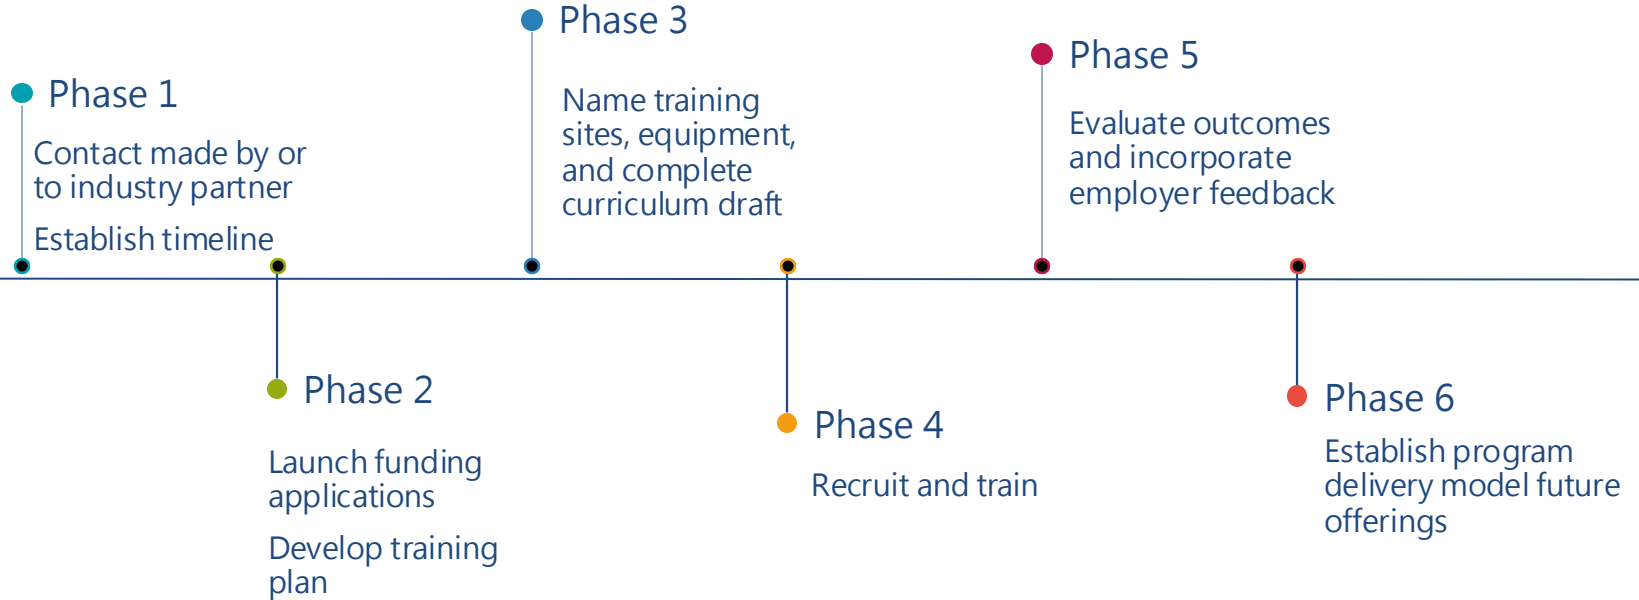 Phase 1
Contact made by or
to industry partner
Establish timeline
Phase 2
Launch funding
applications
Develop training
plan
Phase 3
Name training
sites, equipment,
and complete
curriculum draft
Phase 4
Recruit and train
Phase 5
Evaluate outcomes
and incorporate
employer feedback
Phase 6
Establish program
delivery model future
offerings